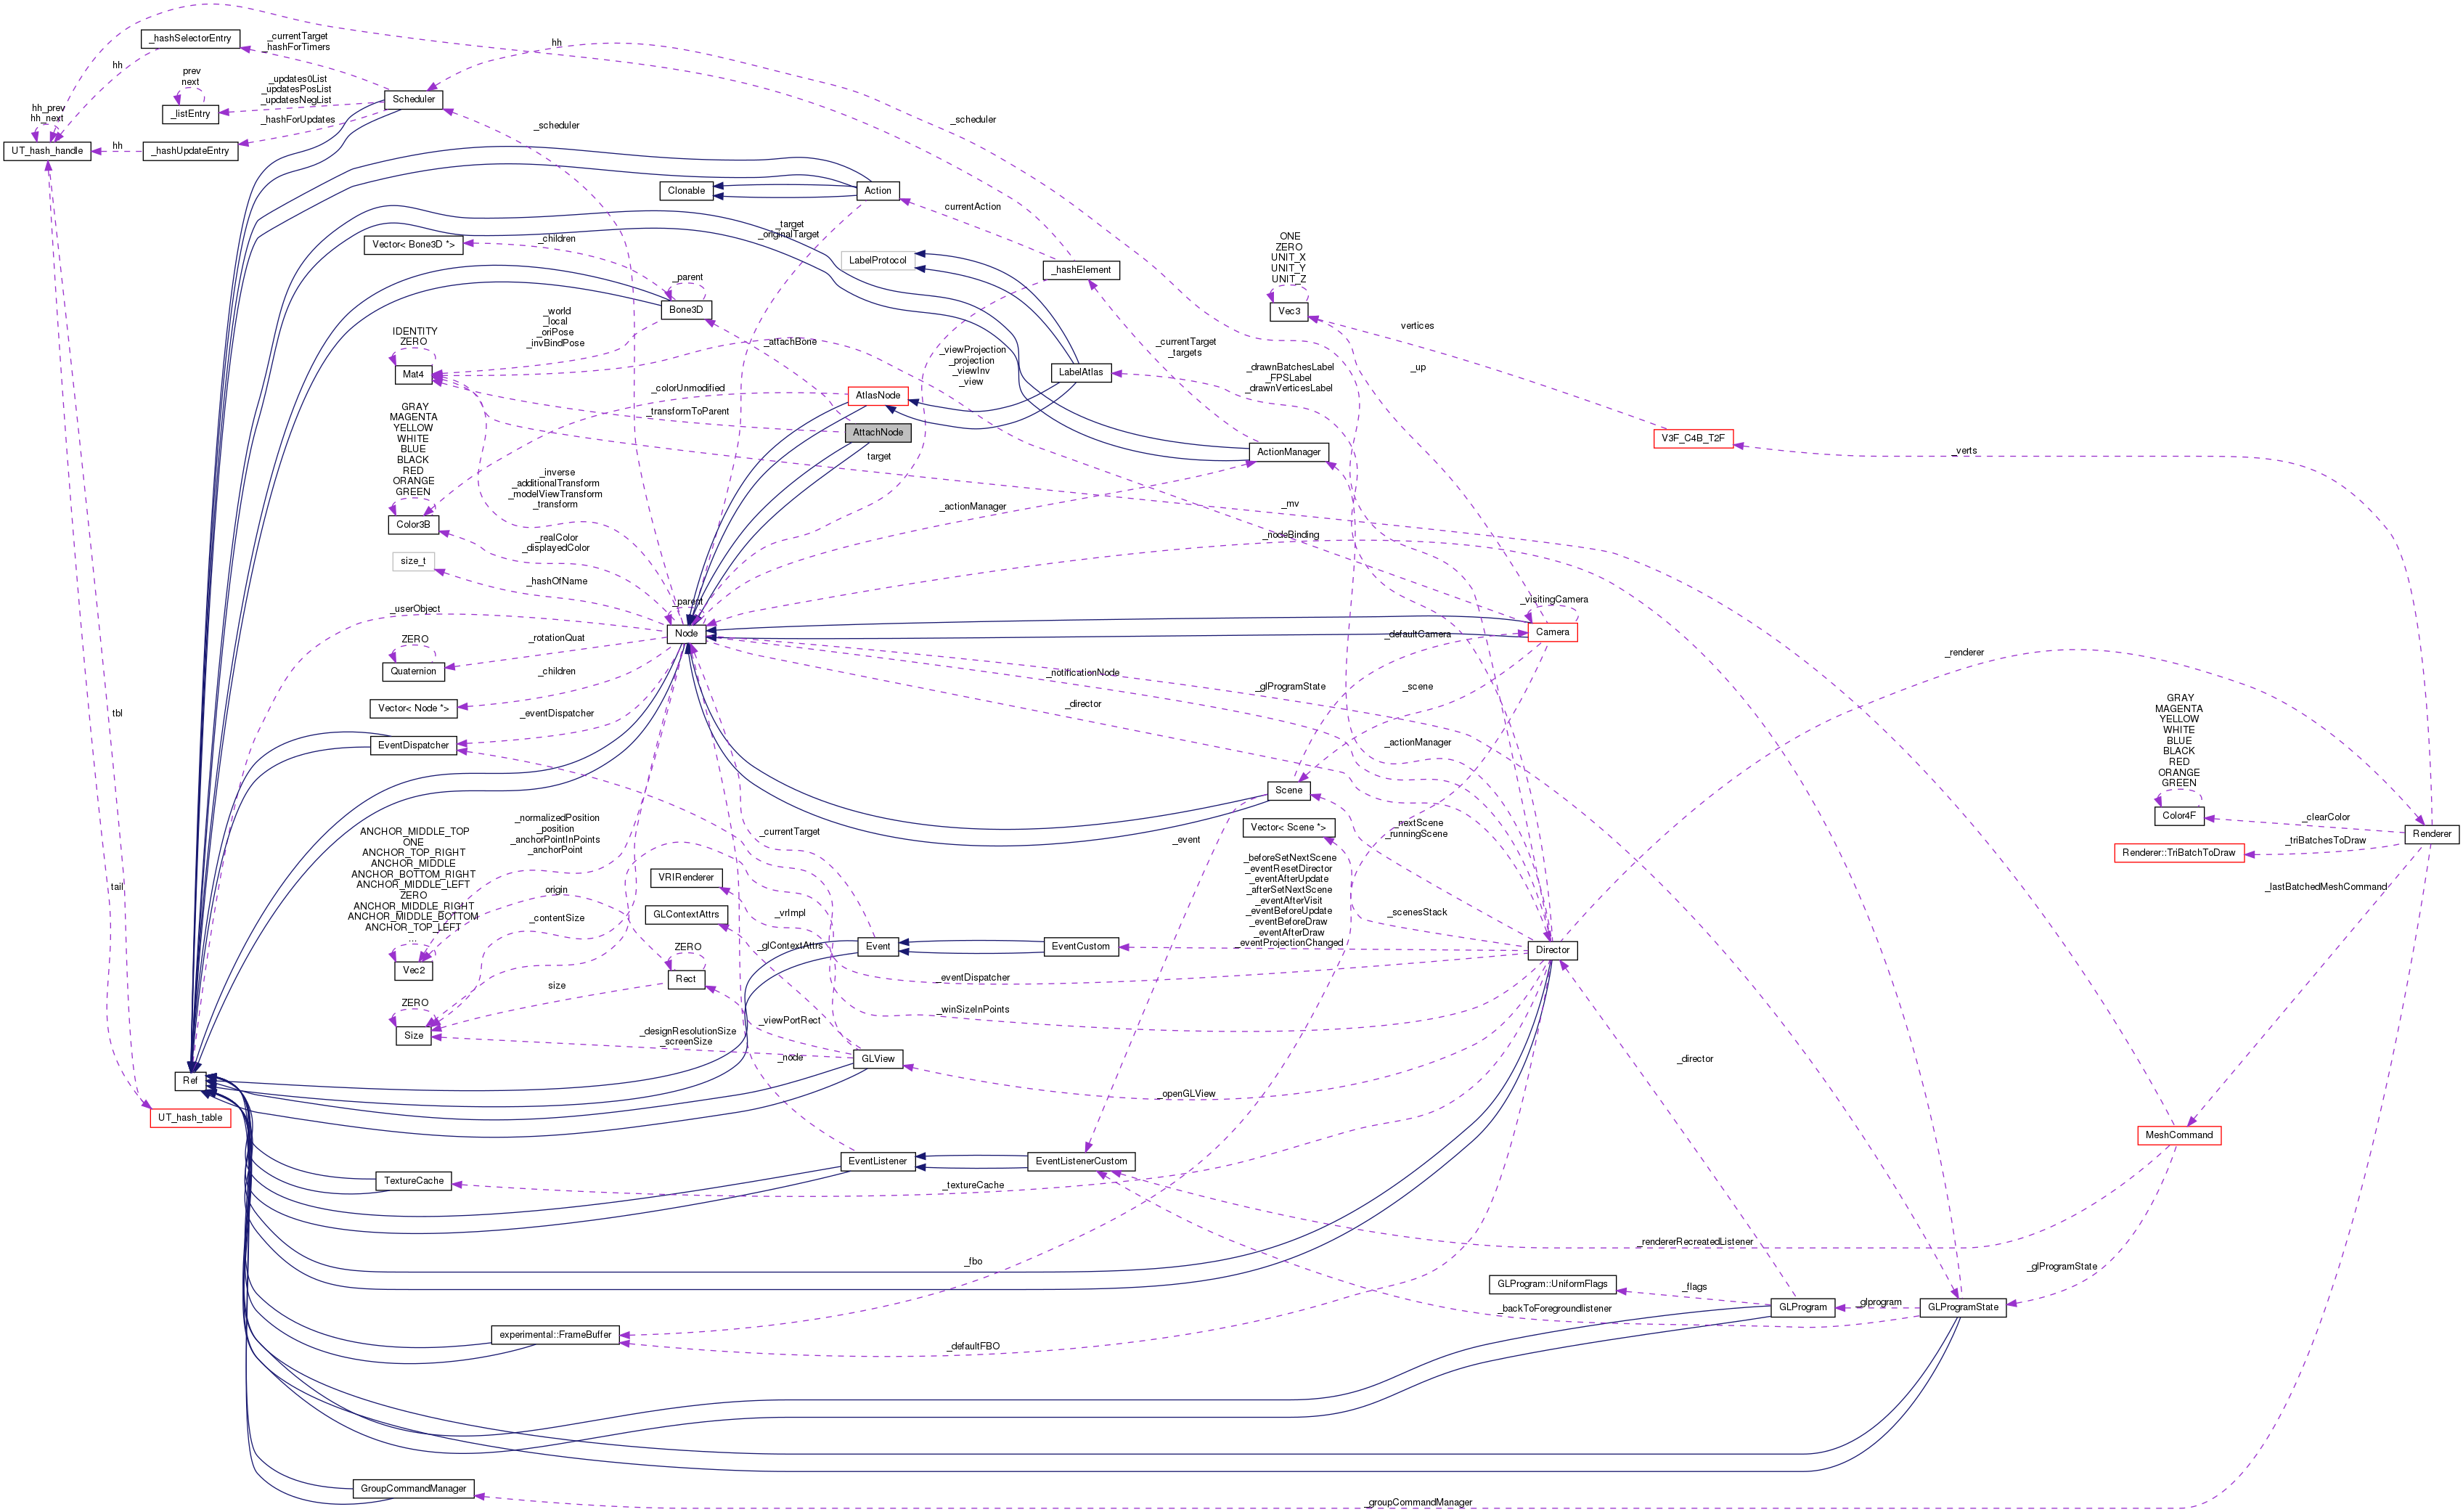 _hashSelectorEntry
_currentTarget
_hashForTimers
hh
hh
prev
next
_updates0List
_updatesPosList
_updatesNegList
Scheduler
_listEntry
hh_prev
hh_next
_hashForUpdates
_scheduler
_scheduler
UT_hash_handle
hh
_hashUpdateEntry
Clonable
Action
currentAction
_target
_originalTarget
Vector< Bone3D *>
_children
LabelProtocol
_hashElement
ONE
ZERO
UNIT_X
UNIT_Y
UNIT_Z
_parent
Bone3D
Vec3
_world
_local
_oriPose
_invBindPose
IDENTITY
ZERO
Mat4
_attachBone
_viewProjection
_projection
_viewInv
_view
LabelAtlas
_currentTarget
_targets
_drawnBatchesLabel
_FPSLabel
_drawnVerticesLabel
_up
vertices
_colorUnmodified
AtlasNode
_transformToParent
AttachNode
GRAY
MAGENTA
YELLOW
WHITE
BLUE
BLACK
RED
ORANGE
GREEN
Color3B
target
ActionManager
V3F_C4B_T2F
_verts
_inverse
_additionalTransform
_modelViewTransform
_transform
_actionManager
_mv
_realColor
_displayedColor
_nodeBinding
size_t
_hashOfName
_userObject
_parent
Node
_visitingCamera
Camera
_defaultCamera
ZERO
Quaternion
_rotationQuat
_children
Vector< Node *>
_notificationNode
_glProgramState
_scene
_renderer
_director
_eventDispatcher
EventDispatcher
_actionManager
tbl
GRAY
MAGENTA
YELLOW
WHITE
BLUE
BLACK
RED
ORANGE
GREEN
Color4F
_clearColor
Renderer
_triBatchesToDraw
Renderer::TriBatchToDraw
_lastBatchedMeshCommand
Scene
_normalizedPosition
_position
_anchorPointInPoints
_anchorPoint
_currentTarget
_event
Vector< Scene *>
_nextScene
_runningScene
ANCHOR_MIDDLE_TOP
ONE
ANCHOR_TOP_RIGHT
ANCHOR_MIDDLE
ANCHOR_BOTTOM_RIGHT
ANCHOR_MIDDLE_LEFT
ZERO
ANCHOR_MIDDLE_RIGHT
ANCHOR_MIDDLE_BOTTOM
ANCHOR_TOP_LEFT
...
Vec2
tail
origin
_contentSize
VRIRenderer
_vrImpl
GLContextAttrs
_glContextAttrs
_beforeSetNextScene
_eventResetDirector
_eventAfterUpdate
_afterSetNextScene
_eventAfterVisit
_eventBeforeUpdate
_eventBeforeDraw
_eventAfterDraw
_eventProjectionChanged
_scenesStack
Event
EventCustom
Director
ZERO
Rect
size
_eventDispatcher
ZERO
Size
_designResolutionSize
_screenSize
_viewPortRect
_winSizeInPoints
_node
GLView
_director
Ref
_openGLView
UT_hash_table
MeshCommand
EventListener
EventListenerCustom
TextureCache
_textureCache
_rendererRecreatedListener
_fbo
_glProgramState
GLProgram::UniformFlags
_flags
_backToForegroundlistener
GLProgram
_glprogram
GLProgramState
experimental::FrameBuffer
_defaultFBO
GroupCommandManager
_groupCommandManager